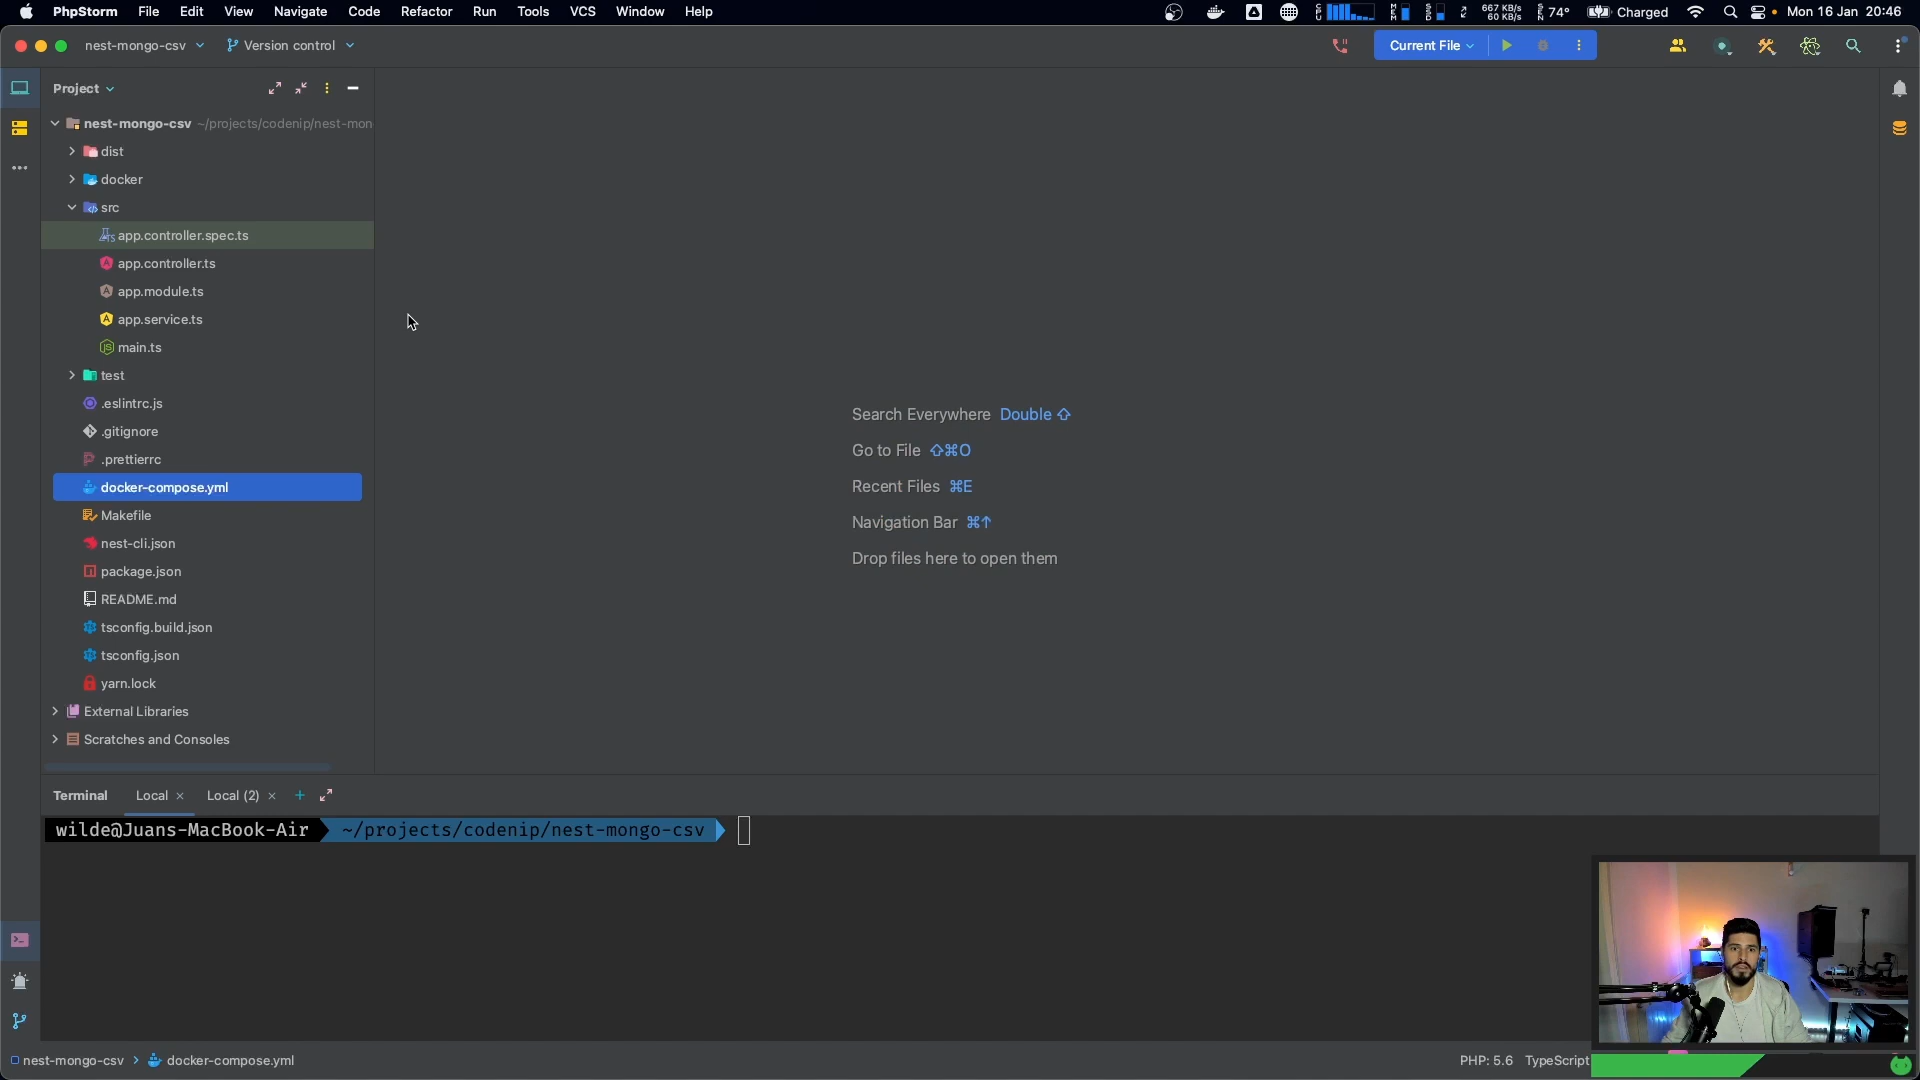 PhpStorm File Edit View Navigate Code Refactor Run Tools VCS Window Help
667 KB/s
60 KB/s
74° Charged Mon 16 Jan 20:46
nest-mongo-csv Version control Current File
Project
nest-mongo-csv ~/projects/codenip/nest-mon
dist
docker
src
app.controller.spec.ts
app.controller.ts
app.module.ts
app.service.ts
main.ts
test
.eslintrc.js
.gitignore
.prettierrc
docker-compose.yml
Makefile
nest-cli.json
package.json
README.md
tsconfig.build.json
tsconfig.json
yarn.lock
External Libraries
Scratches and Consoles
Search Everywhere Double ⇧
Go to File ⇧⌘O
Recent Files ⌘E
Navigation Bar ⌘↑
Drop files here to open them
Terminal Local × Local (2) × +
wilde@Juans-MacBook-Air ~/projects/codenip/nest-mongo-csv
nest-mongo-csv > docker-compose.yml PHP: 5.6 TypeScript